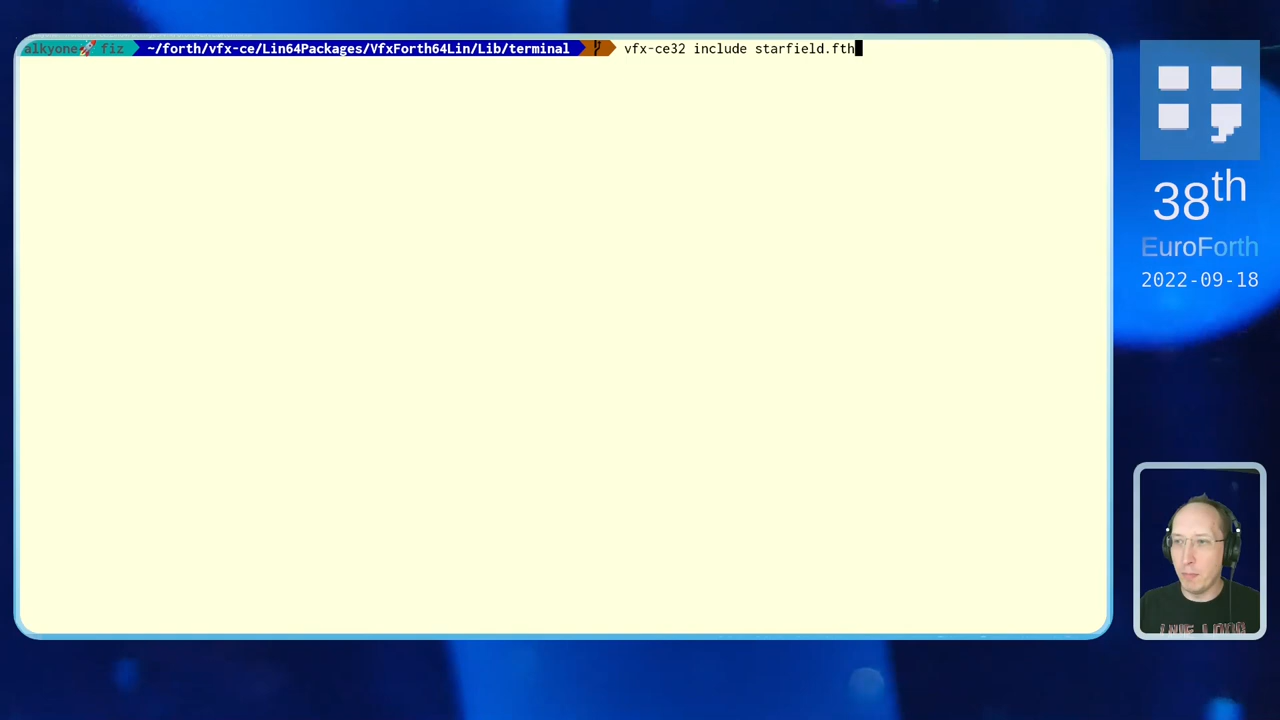 alkyone🚀 fiz ~/forth/vfx-ce/Lin64Packages/VfxForth64Lin/Lib/terminal vfx-ce32 include starfield.fth
38th
EuroForth
2022-09-18